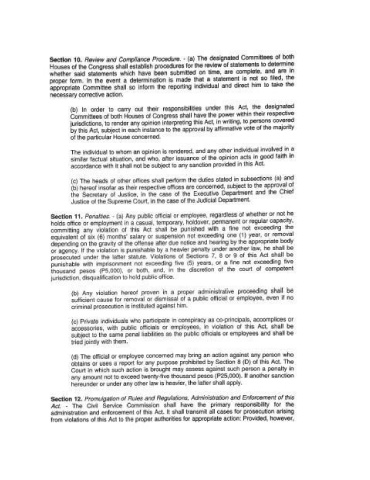 Section 10. Review and Compliance Procedure. - (a) The designated Committees of both
Houses of the Congress shall establish procedures for the review of statements to determine
whether said statements which have been submitted on time, are complete, and are in
proper form. In the event a determination is made that a statement is not so filed, the
appropriate Committee shall so inform the reporting individual and direct him to take the
necessary corrective action.
(b) In order to carry out their responsibilities under this Act, the designated
Committees of both Houses of Congress shall have the power within their respective
jurisdictions, to render any opinion interpreting this Act, in writing, to persons covered
by this Act, subject in each instance to the approval by affirmative vote of the majority
of the particular House concerned.
The individual to whom an opinion is rendered, and any other individual involved in a
similar factual situation, and who, after issuance of the opinion acts in good faith in
accordance with it shall not be subject to any sanction provided in this Act.
(c) The heads of other offices shall perform the duties stated in subsections (a) and
(b) hereof insofar as their respective offices are concerned, subject to the approval of
the Secretary of Justice, in the case of the Executive Department and the Chief
Justice of the Supreme Court, in the case of the Judicial Department.
Section 11. Penalties. - (a) Any public official or employee, regardless of whether or not he
holds office or employment in a casual, temporary, holdover, permanent or regular capacity,
committing any violation of this Act shall be punished with a fine not exceeding the
equivalent of six (6) months' salary or suspension not exceeding one (1) year, or removal
depending on the gravity of the offense after due notice and hearing by the appropriate body
or agency. If the violation is punishable by a heavier penalty under another law, he shall be
prosecuted under the latter statute. Violations of Sections 7, 8 or 9 of this Act shall be
punishable with imprisonment not exceeding five (5) years, or a fine not exceeding five
thousand pesos (P5,000), or both, and, in the discretion of the court of competent
jurisdiction, disqualification to hold public office.
(b) Any violation hereof proven in a proper administrative proceeding shall be
sufficient cause for removal or dismissal of a public official or employee, even if no
criminal prosecution is instituted against him.
(c) Private individuals who participate in conspiracy as co-principals, accomplices or
accessories, with public officials or employees, in violation of this Act, shall be
subject to the same penal liabilities as the public officials or employees and shall be
tried jointly with them.
(d) The official or employee concerned may bring an action against any person who
obtains or uses a report for any purpose prohibited by Section 8 (D) of this Act. The
Court in which such action is brought may assess against such person a penalty in
any amount not to exceed twenty-five thousand pesos (P25,000). If another sanction
hereunder or under any other law is heavier, the latter shall apply.
Section 12. Promulgation of Rules and Regulations, Administration and Enforcement of this
Act. - The Civil Service Commission shall have the primary responsibility for the
administration and enforcement of this Act. It shall transmit all cases for prosecution arising
from violations of this Act to the proper authorities for appropriate action: Provided, however,